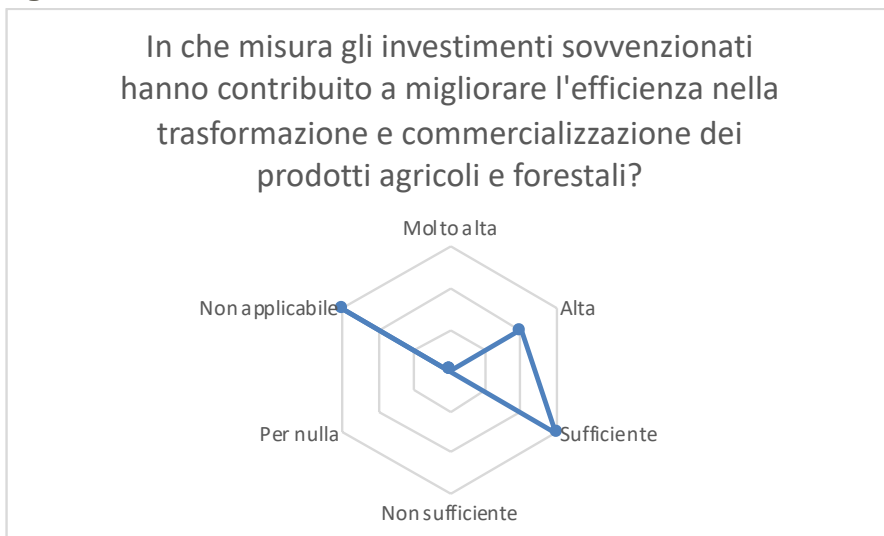 In che misura gli investimenti sovvenzionati
hanno contribuito a migliorare l'efficienza nella
trasformazione e commercializzazione dei
prodotti agricoli e forestali?
Molto alta
Non applicabile
Alta
Per nulla
Sufficiente
Non sufficiente